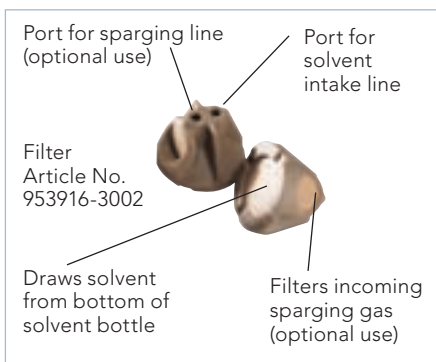 Port for sparging line
(optional use)
Port for
solvent
intake line
Filter
Article No.
953916-3002
Draws solvent
from bottom of
solvent bottle
Filters incoming
sparging gas
(optional use)